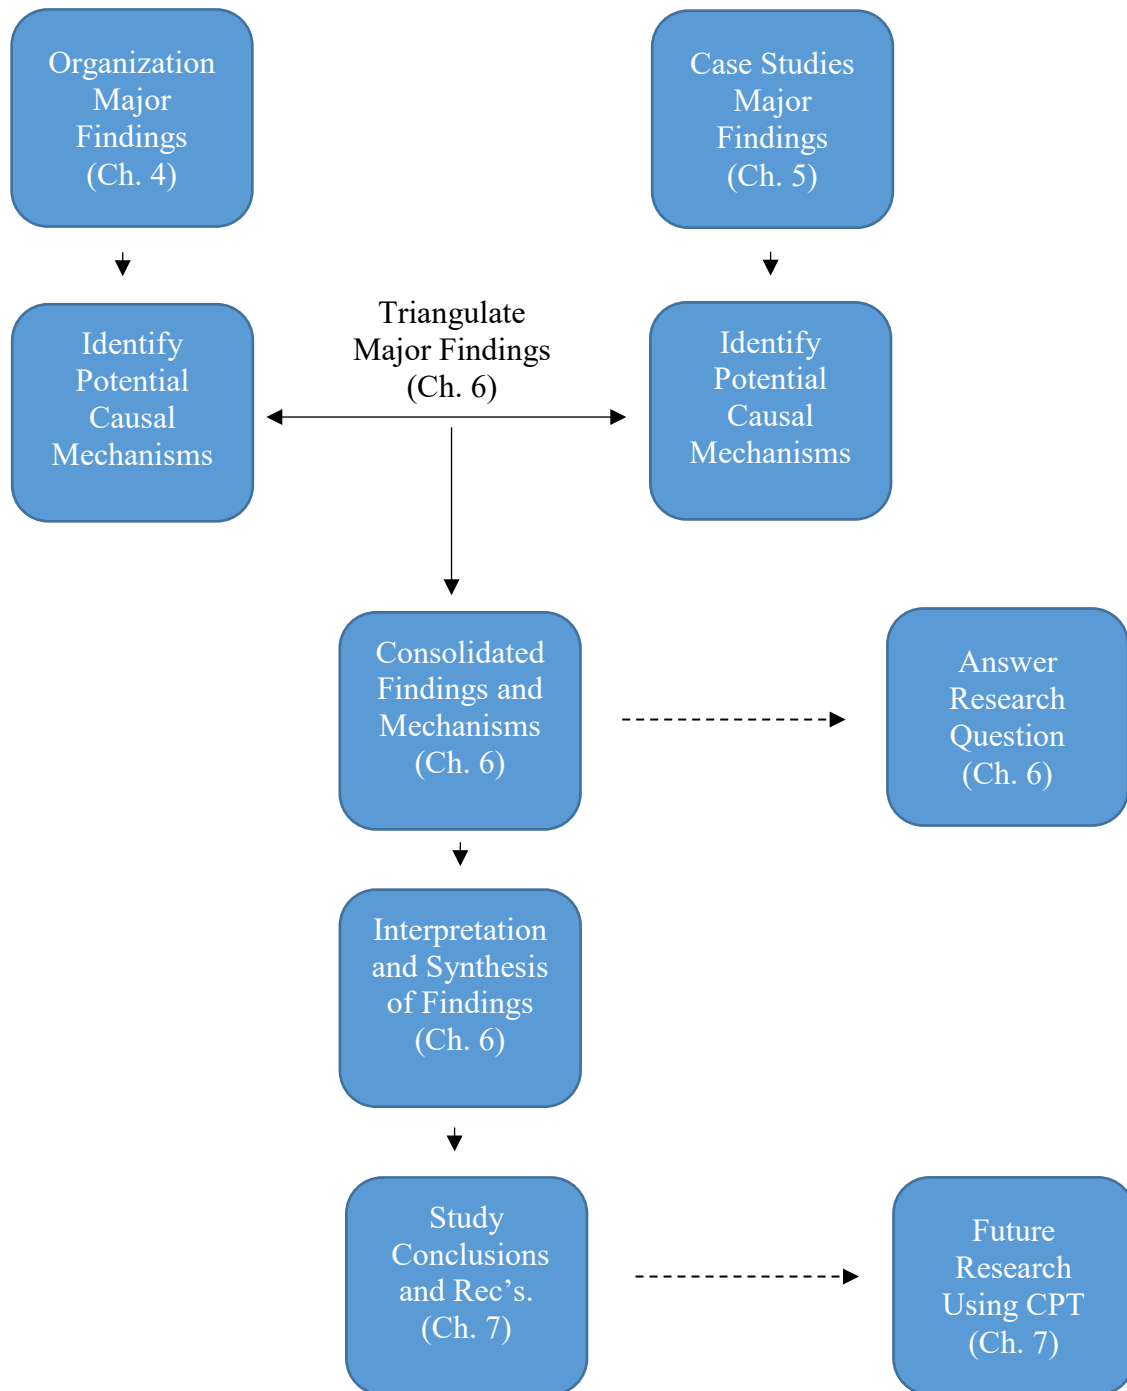 Organization
Major
Findings
(Ch. 4)
Case Studies
Major
Findings
(Ch. 5)
Identify
Potential
Causal
Mechanisms
Triangulate
Major Findings
(Ch. 6)
Identify
Potential
Causal
Mechanisms
Consolidated
Findings and
Mechanisms
(Ch. 6)
Answer
Research
Question
(Ch. 6)
Interpretation
and Synthesis
of Findings
(Ch. 6)
Study
Conclusions
and Rec’s.
(Ch. 7)
Future
Research
Using CPT
(Ch. 7)